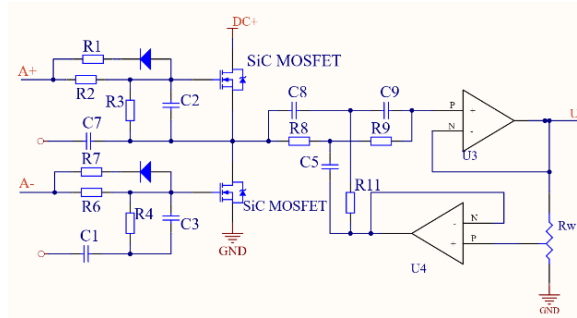 DC+
R1
A+
SiC MOSFET
R2
R3
C2
C8
C9
P
+
U
C7
R8
R9
N
-
U3
R7
C5
A-
R6
R4
C3
SiC MOSFET
R11
-
N
Rw
C1
+
P
GND
U4
GND